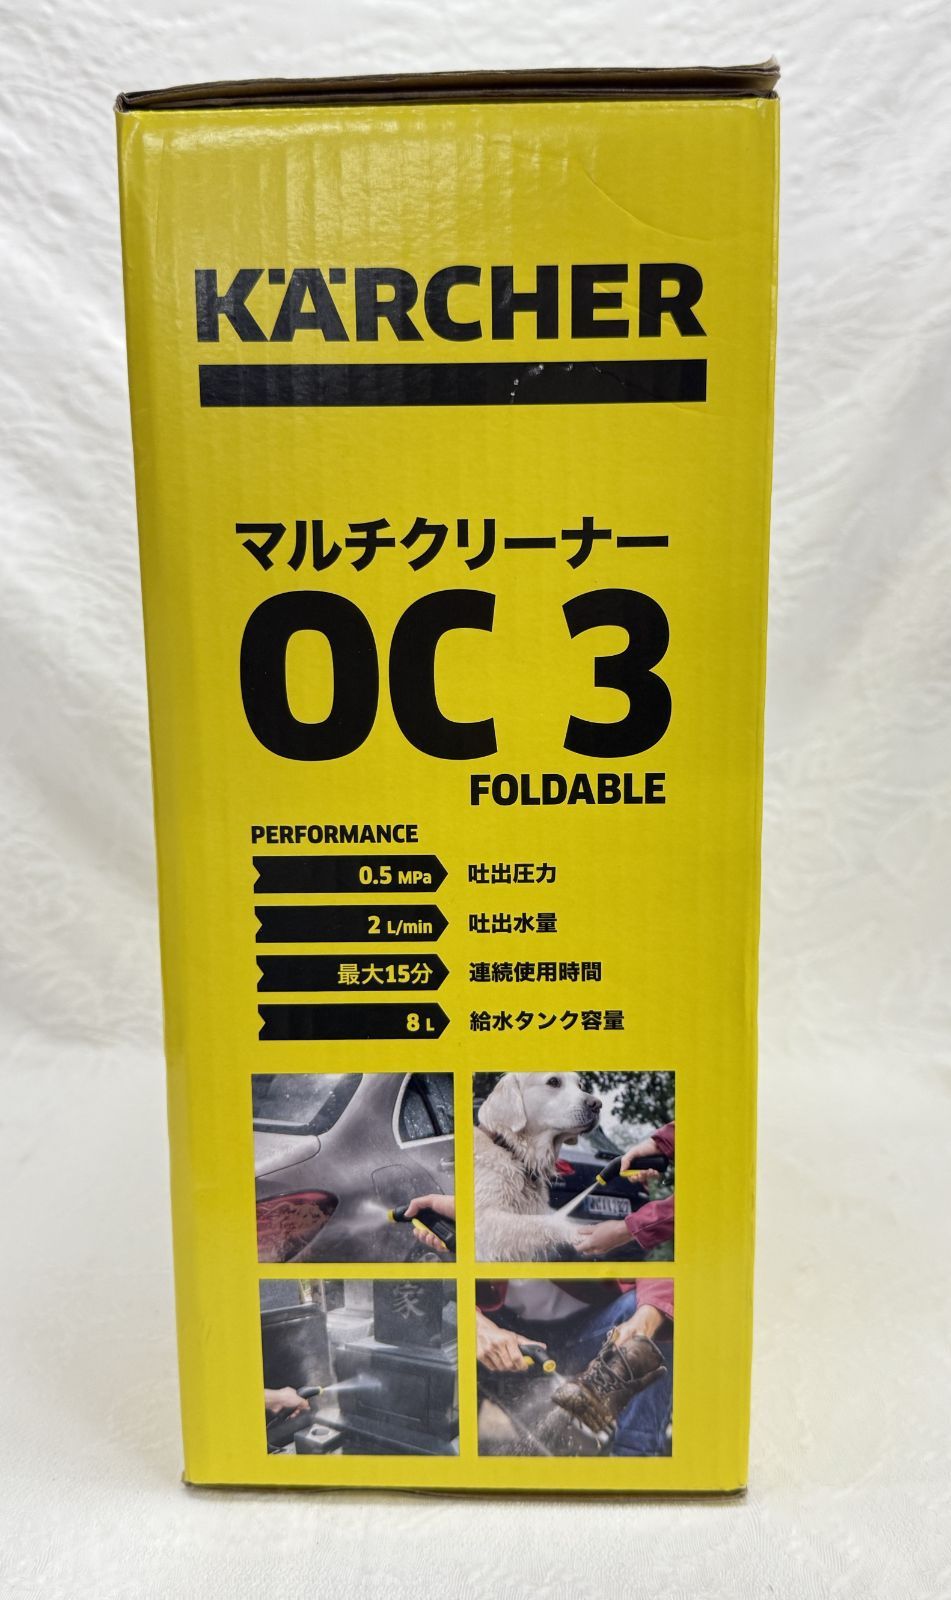 KÄRCHER
マルチクリーナー
OC 3
FOLDABLE
PERFORMANCE
0.5 MPa 吐出圧力
2 L/min 吐出水量
最大15分 連続使用時間
8 L 給水タンク容量
家